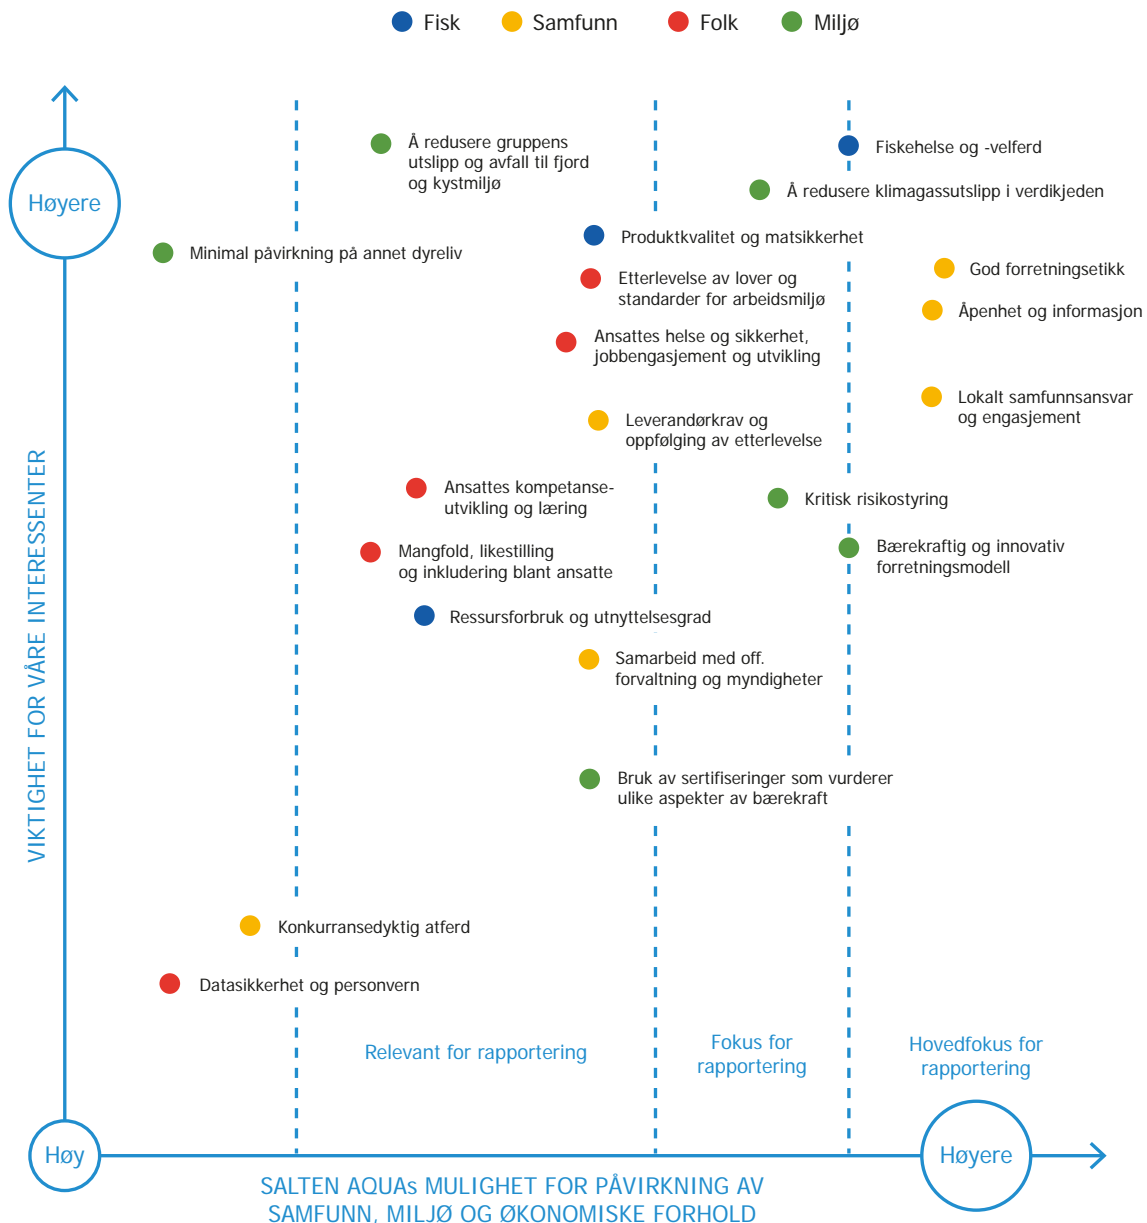 Fisk
Samfunn
Folk
Miljø
Å redusere gruppens
utslipp og avfall til fjord
og kystmiljø
Fiskehelse og -velferd
Å redusere klimagassutslipp i verdikjeden
Høyere
Produktkvalitet og matsikkerhet
Minimal påvirkning på annet dyreliv
God forretningsetikk
Etterlevelse av lover og
standarder for arbeidsmiljø
Åpenhet og informasjon
Ansattes helse og sikkerhet,
jobbengasjement og utvikling
Lokalt samfunnsansvar
og engasjement
Leverandørkrav og
oppfølging av etterlevelse
Ansattes kompetanse-
utvikling og læring
Kritisk risikostyring
Mangfold, likestilling
og inkludering blant ansatte
Bærekraftig og innovativ
forretningsmodell
Ressursforbruk og utnyttelsesgrad
Samarbeid med off.
forvaltning og myndigheter
Bruk av sertifiseringer som vurderer
ulike aspekter av bærekraft
Konkurransedyktig atferd
Datasikkerhet og personvern
VIKTIGHET FOR VÅRE INTERESSENTER
Relevant for rapportering
Fokus for
rapportering
Hovedfokus for
rapportering
Høy
Høyere
SALTEN AQUAs MULIGHET FOR PÅVIRKNING AV
SAMFUNN, MILJØ OG ØKONOMISKE FORHOLD